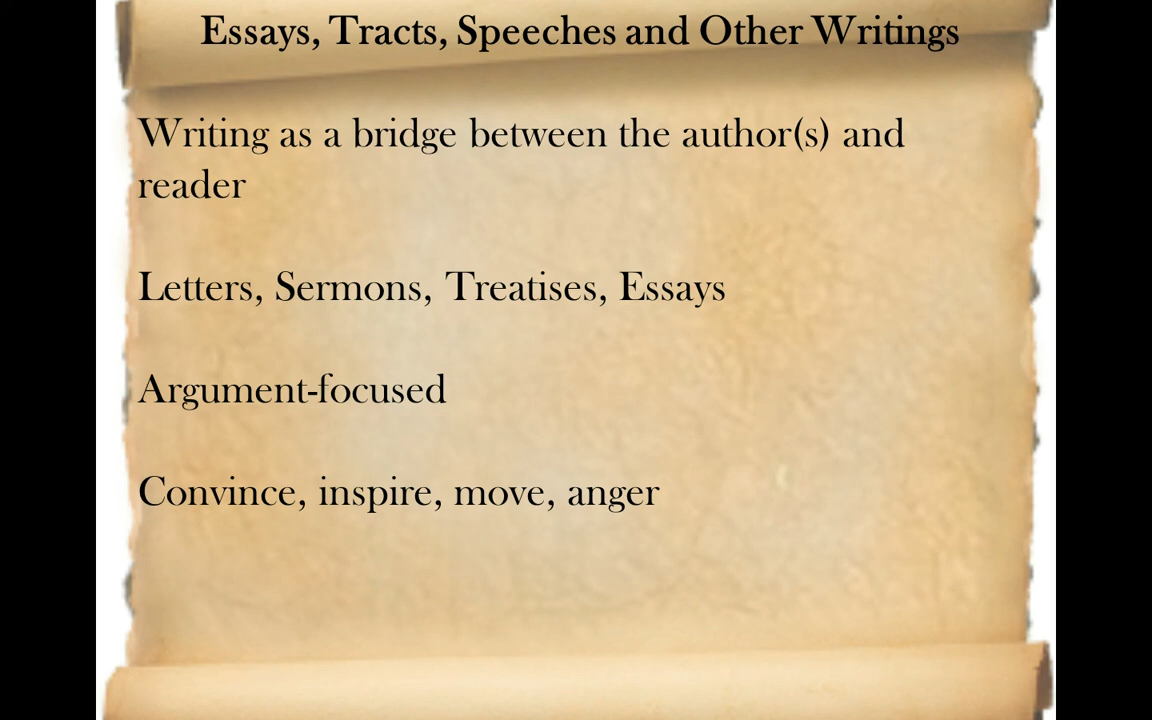 Essays, Tracts, Speeches and Other Writings
Writing as a bridge between the author(s) and
reader
Letters, Sermons, Treatises, Essays
Argument-focused
Convince, inspire, move, anger